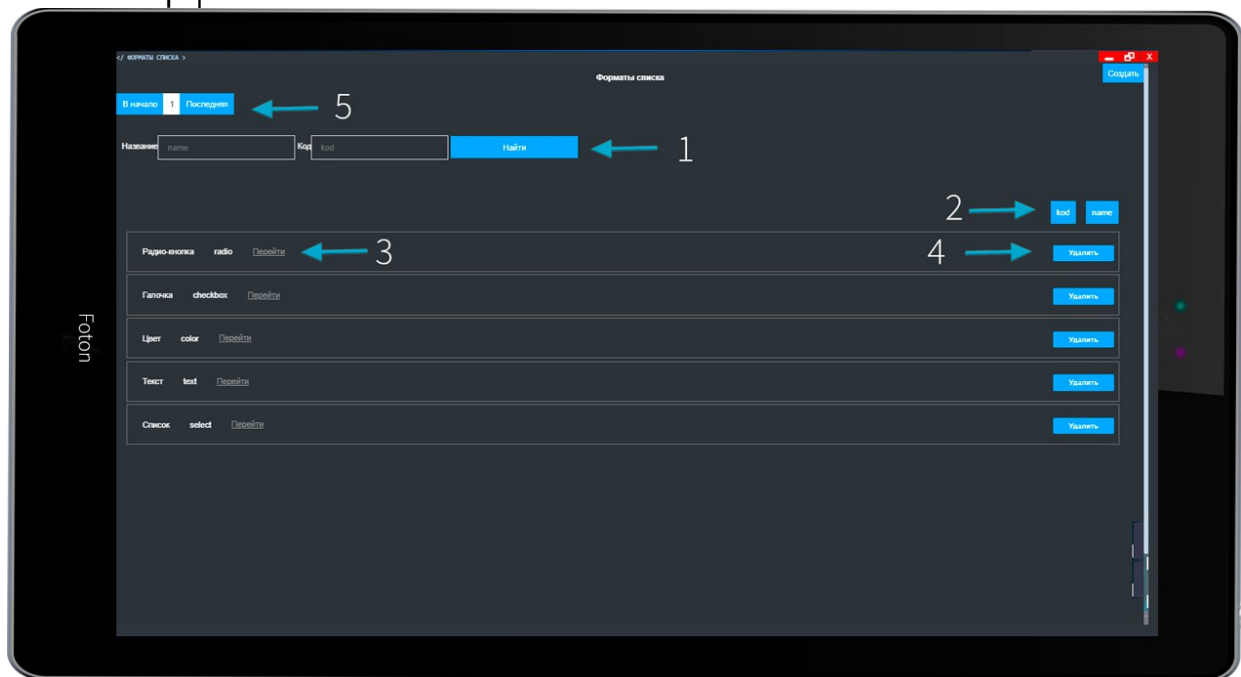 </ ФОРМАТЫ СПИСКА >
X
Форматы списка
Создать
В начало 1 Последняя
5
Название name Код kod Найти
1
2
kod name
Радио-кнопка radio Перейти
3
4
Удалить
Галочка checkbox Перейти Удалить
Цвет color Перейти Удалить
Текст text Перейти Удалить
Список select Перейти Удалить
Foton